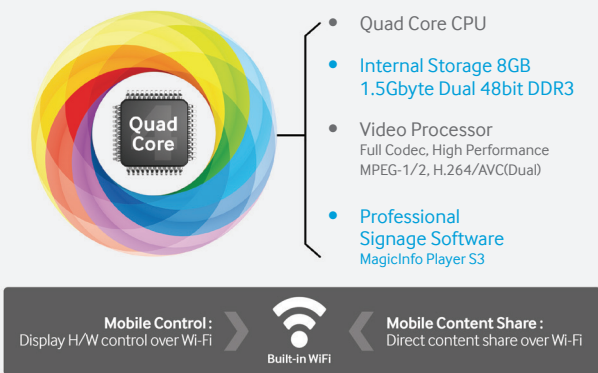 Quad
Core
Quad Core CPU
Internal Storage 8GB
1.5Gbyte Dual 48bit DDR3
Video Processor
Full Codec, High Performance
MPEG-1/2, H.264/AVC(Dual)
Professional
Signage Software
MagicInfo Player S3
Mobile Control :
Display H/W control over Wi-Fi
Built-in WiFi
Mobile Content Share :
Direct content share over Wi-Fi